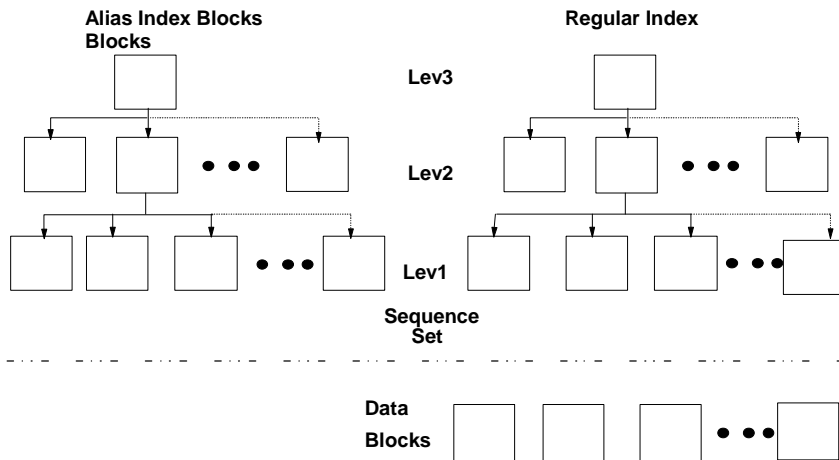 Alias Index Blocks
Blocks
Regular Index
Lev3
Lev2
Lev1
Sequence
Set
Data
Blocks